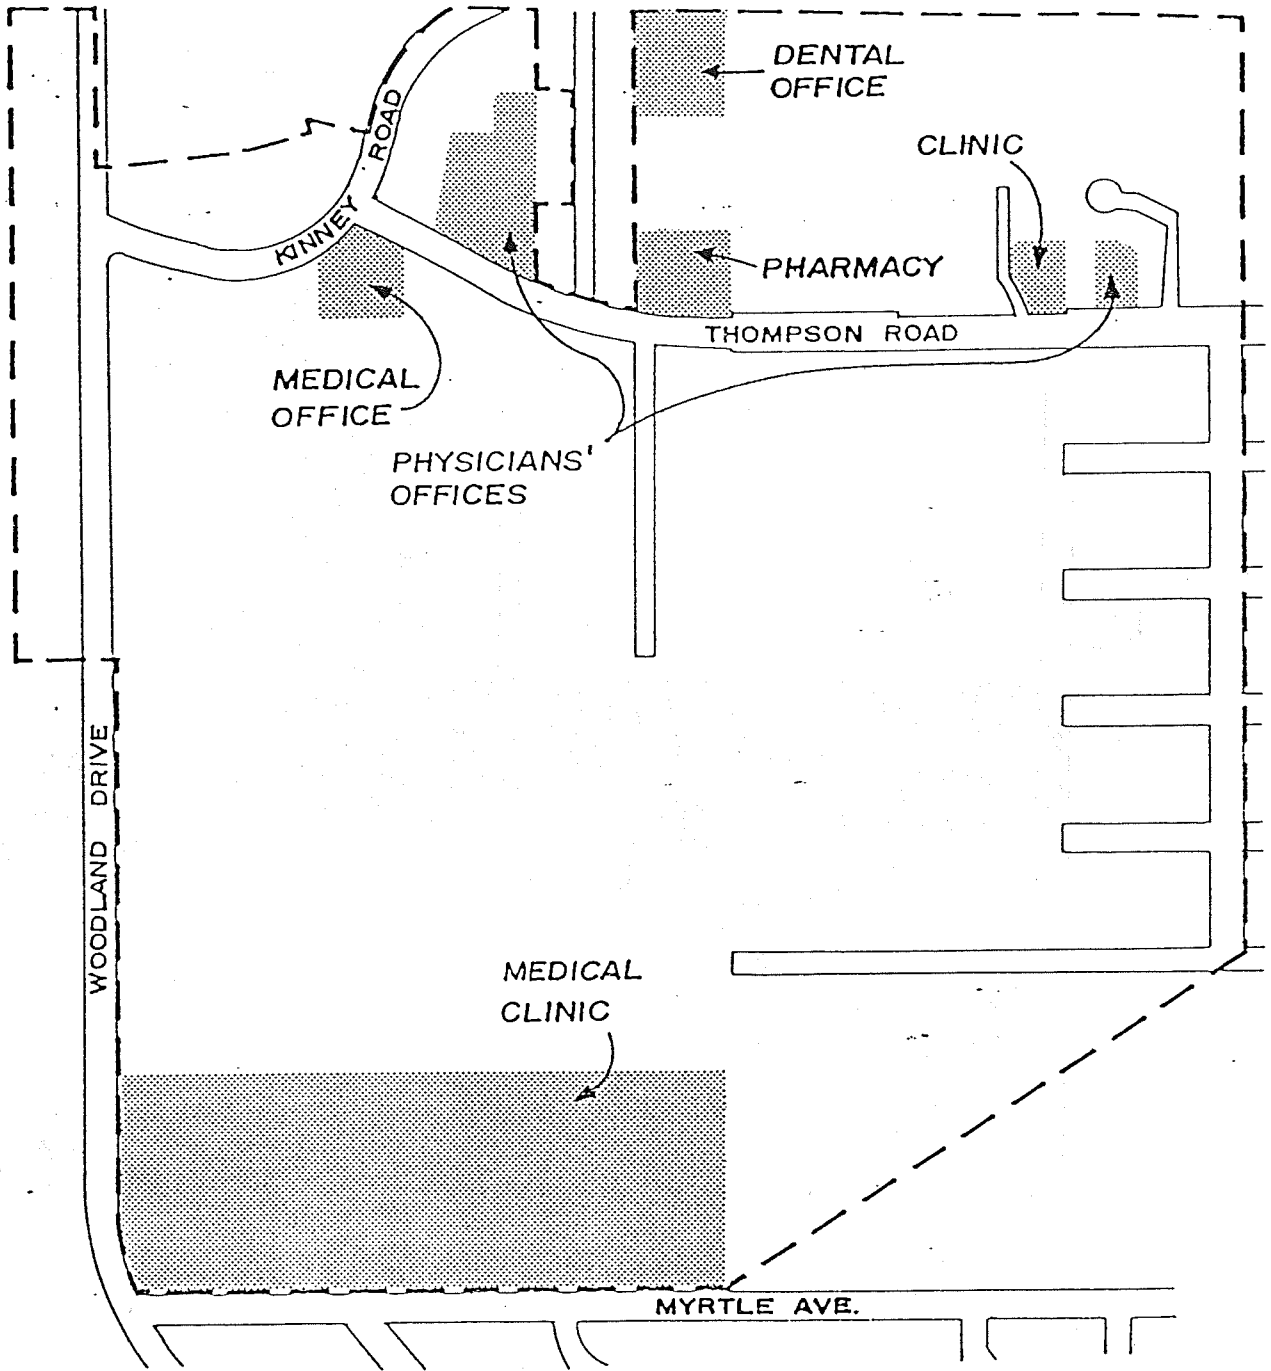 DENTAL
OFFICE
CLINIC
KINNEY ROAD
PHARMACY
THOMPSON ROAD
MEDICAL
OFFICE
PHYSICIANS'
OFFICES
WOODLAND DRIVE
MEDICAL
CLINIC
MYRTLE AVE.